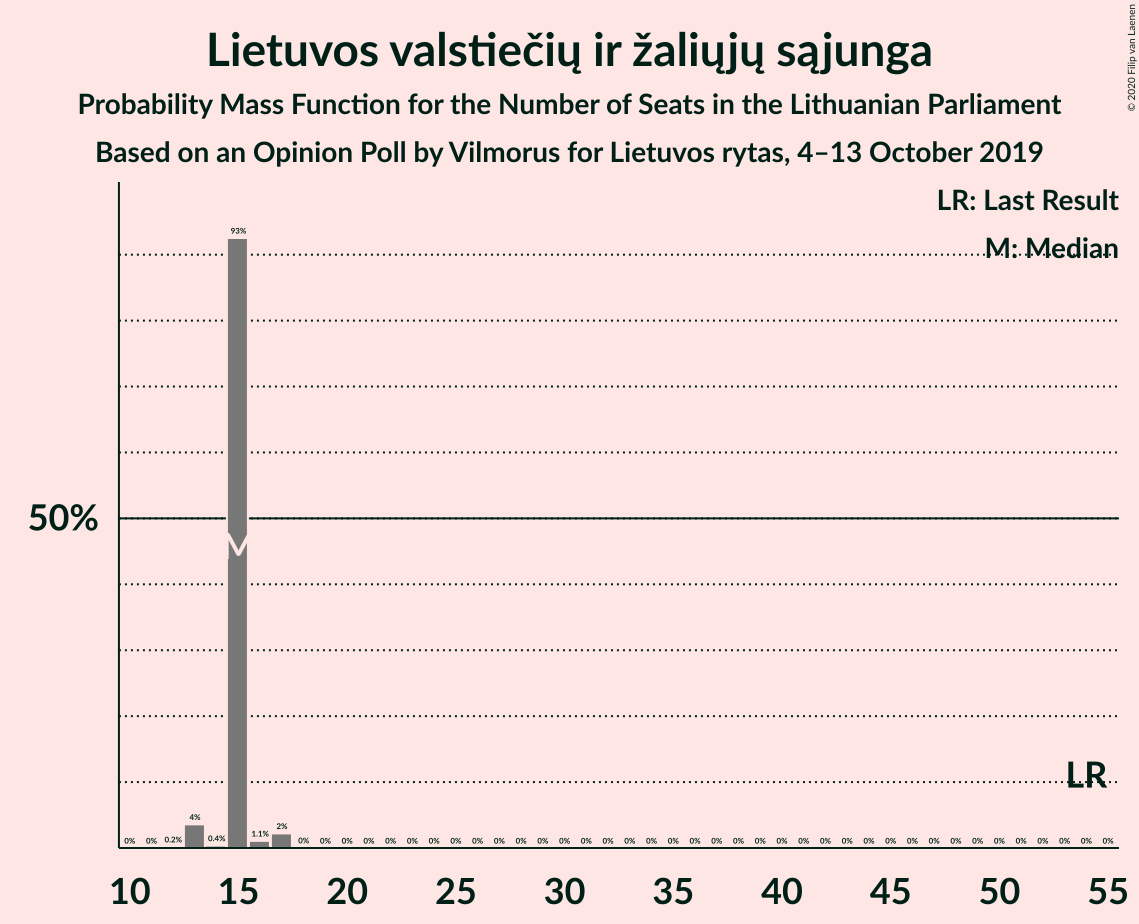 Lietuvos valstiečių ir žaliųjų sąjunga
Probability Mass Function for the Number of Seats in the Lithuanian Parliament
Based on an Opinion Poll by Vilmorus for Lietuvos rytas, 4–13 October 2019
© 2020 Filip van Laenen
LR: Last Result
M: Median
93%
50%
M
LR
0% 0% 0.2% 4% 0.4% 1.1% 2% 0% 0% 0% 0% 0% 0% 0% 0% 0% 0% 0% 0% 0% 0% 0% 0% 0% 0% 0% 0% 0% 0% 0% 0% 0% 0% 0% 0% 0% 0% 0% 0% 0% 0% 0% 0% 0% 0%
10 15 20 25 30 35 40 45 50 55